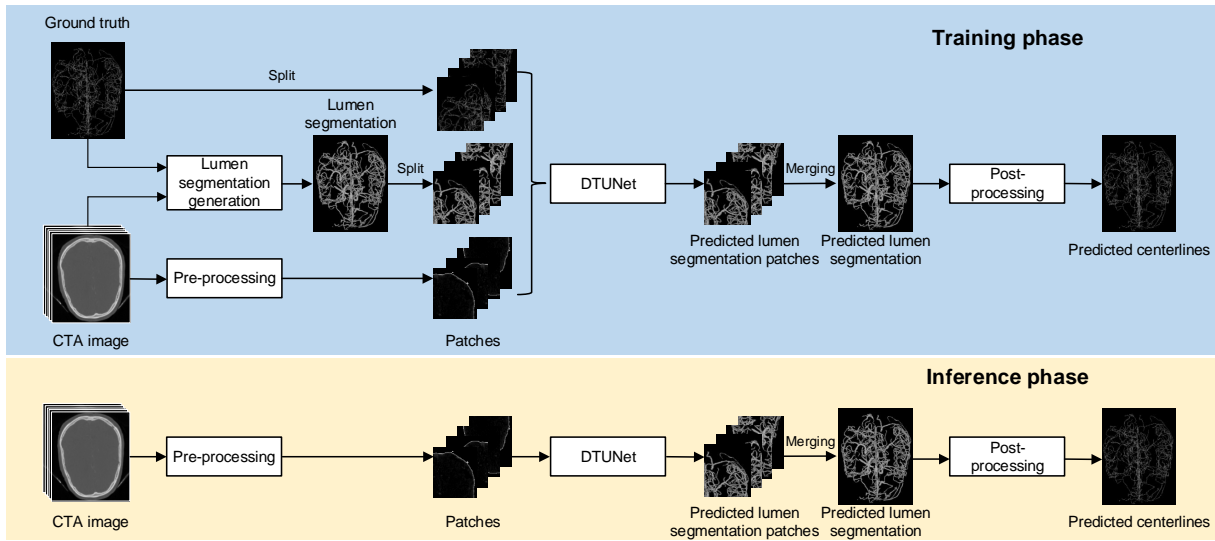 Ground truth
Training phase
Split
Lumen
segmentation
Lumen
segmentation
generation
Split
DTUNet
Merging
Post-
processing
Predicted lumen
segmentation patches
Predicted lumen
segmentation
Predicted centerlines
Pre-processing
CTA image
Patches
Inference phase
Pre-processing
DTUNet
Merging
Post-
processing
CTA image
Patches
Predicted lumen
segmentation patches
Predicted lumen
segmentation
Predicted centerlines